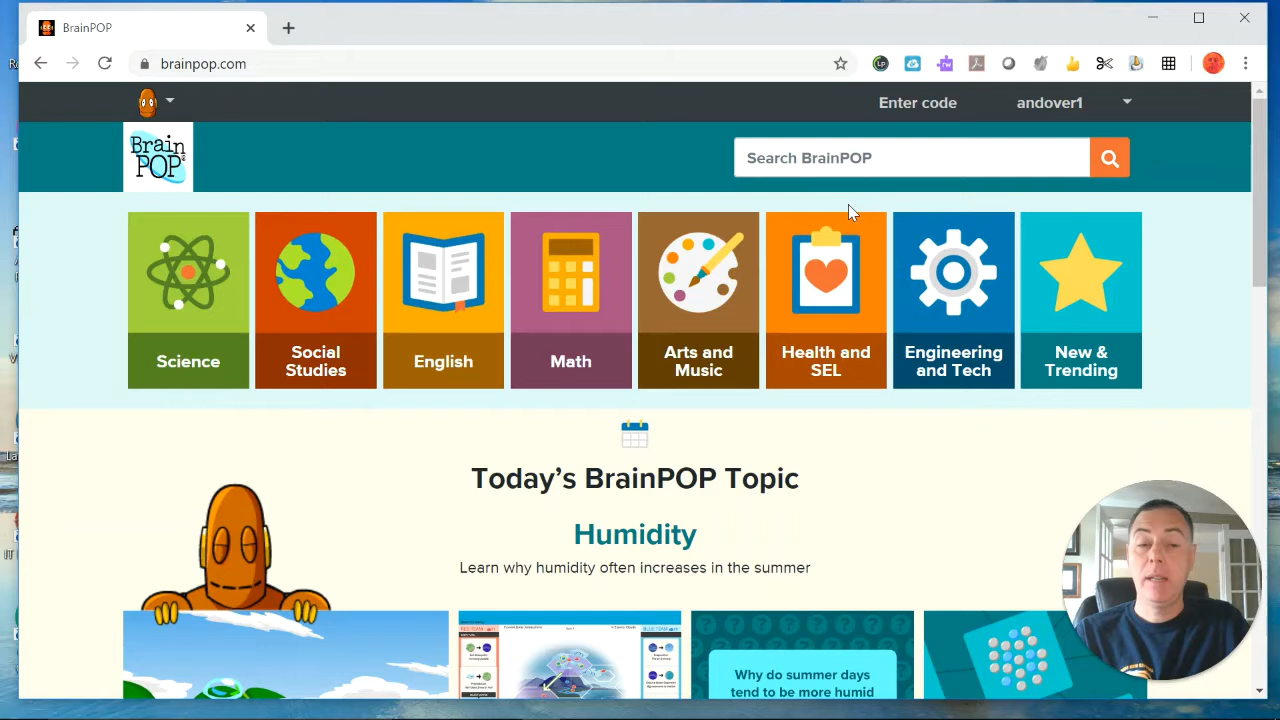 BrainPOP
brainpop.com
Enter code
andover1
Brain
POP
Search BrainPOP
Science
Social
Studies
English
Math
Arts and
Music
Health and
SEL
Engineering
and Tech
New &
Trending
Today's BrainPOP Topic
Humidity
Learn why humidity often increases in the summer
Why do summer days
tend to be more humid